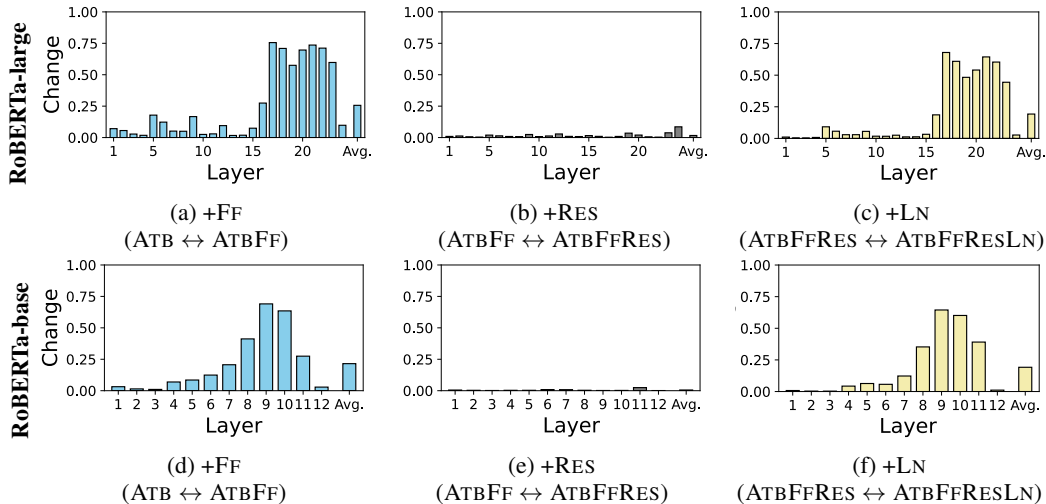 RoBERTa-large
Change
1.00
0.75
0.50
0.25
0.00
1 5 10 15 20 Avg.
Layer
(a) +FF
(ATB ↔ ATBFF)
1.00
0.75
0.50
0.25
0.00
1 5 10 15 20 Avg.
Layer
(b) +RES
(ATBFF ↔ ATBFFRES)
1.00
0.75
0.50
0.25
0.00
1 5 10 15 20 Avg.
Layer
(c) +LN
(ATBFFRES ↔ ATBFFRESLN)
RoBERTa-base
Change
1.00
0.75
0.50
0.25
0.00
1 2 3 4 5 6 7 8 9 10 11 12 Avg.
Layer
(d) +FF
(ATB ↔ ATBFF)
1.00
0.75
0.50
0.25
0.00
1 2 3 4 5 6 7 8 9 10 11 12 Avg.
Layer
(e) +RES
(ATBFF ↔ ATBFFRES)
1.00
0.75
0.50
0.25
0.00
1 2 3 4 5 6 7 8 9 10 11 12 Avg.
Layer
(f) +LN
(ATBFFRES ↔ ATBFFRESLN)